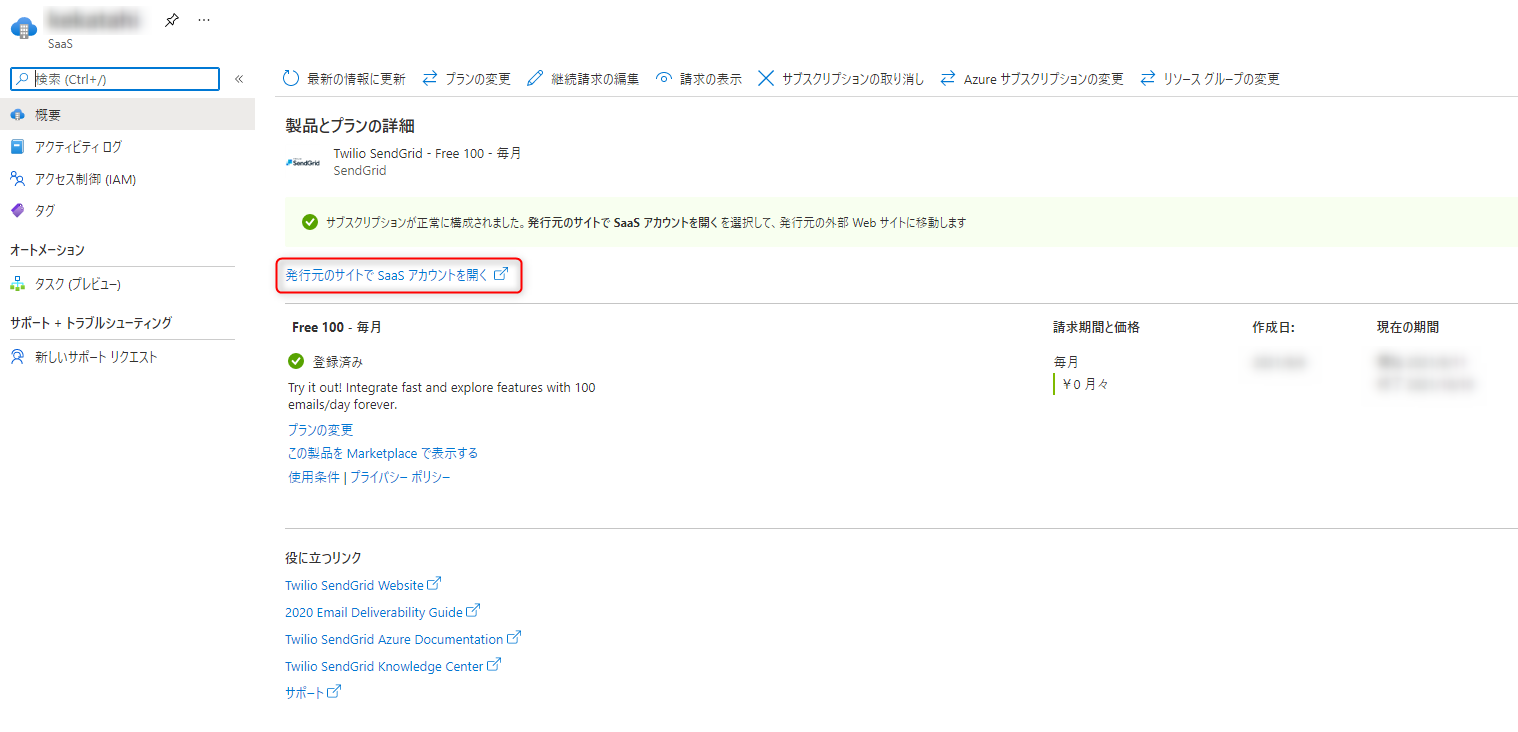 SaaS
検索 (Ctrl+/)
«
概要
アクティビティ ログ
アクセス制御 (IAM)
タグ
オートメーション
タスク (プレビュー)
サポート + トラブルシューティング
新しいサポート リクエスト
最新の情報に更新 プランの変更 継続請求の編集 請求の表示 サブスクリプションの取り消し Azure サブスクリプションの変更 リソース グループの変更
製品とプランの詳細
SendGrid
Twilio SendGrid - Free 100 - 毎月
SendGrid
サブスクリプションが正常に構成されました。発行元のサイトで SaaS アカウントを開く を選択して、発行元の外部 Web サイトに移動します
発行元のサイトで SaaS アカウントを開く
Free 100 - 毎月
登録済み
Try it out! Integrate fast and explore features with 100
emails/day forever.
プランの変更
この製品を Marketplace で表示する
使用条件 | プライバシー ポリシー
請求期間と価格
毎月
￥0 月々
作成日:
現在の期間
役に立つリンク
Twilio SendGrid Website
2020 Email Deliverability Guide
Twilio SendGrid Azure Documentation
Twilio SendGrid Knowledge Center
サポート